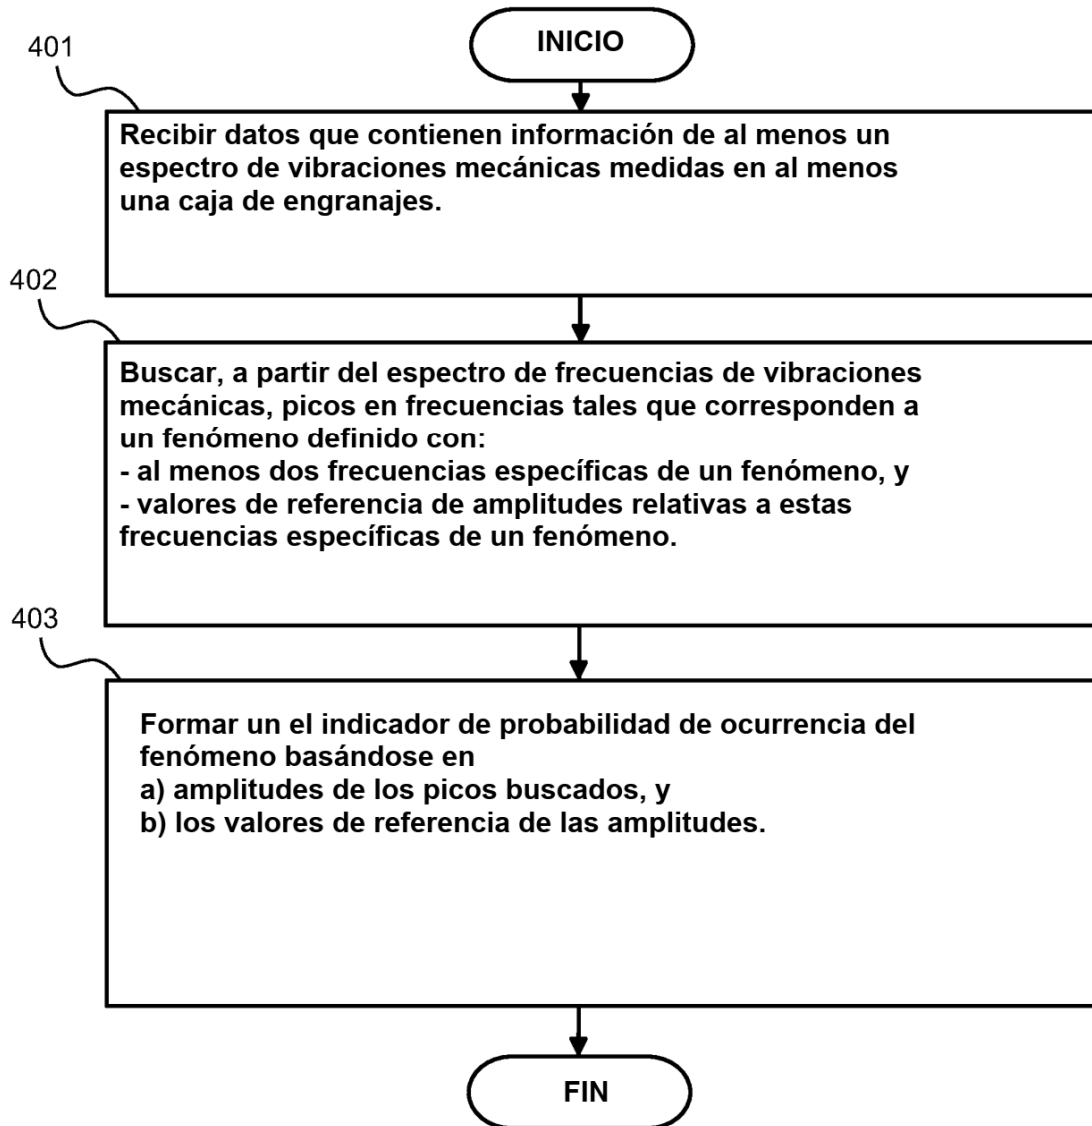 INICIO
401
Recibir datos que contienen información de al menos un
espectro de vibraciones mecánicas medidas en al menos
una caja de engranajes.
402
Buscar, a partir del espectro de frecuencias de vibraciones
mecánicas, picos en frecuencias tales que corresponden a
un fenómeno definido con:
- al menos dos frecuencias específicas de un fenómeno, y
- valores de referencia de amplitudes relativas a estas
frecuencias específicas de un fenómeno.
403
Formar un el indicador de probabilidad de ocurrencia del
fenómeno basándose en
a) amplitudes de los picos buscados, y
b) los valores de referencia de las amplitudes.
FIN